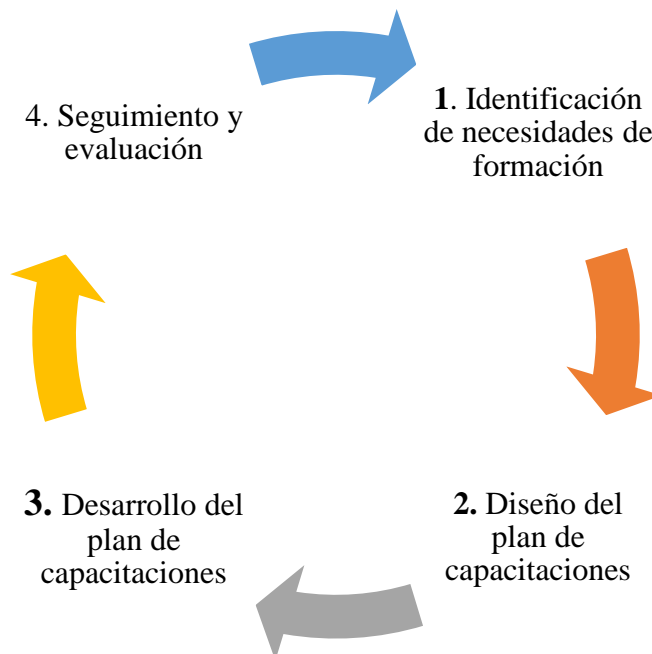 1. Identificación
de necesidades de
formación
2. Diseño del
plan de
capacitaciones
3. Desarrollo del
plan de
capacitaciones
4. Seguimiento y
evaluación